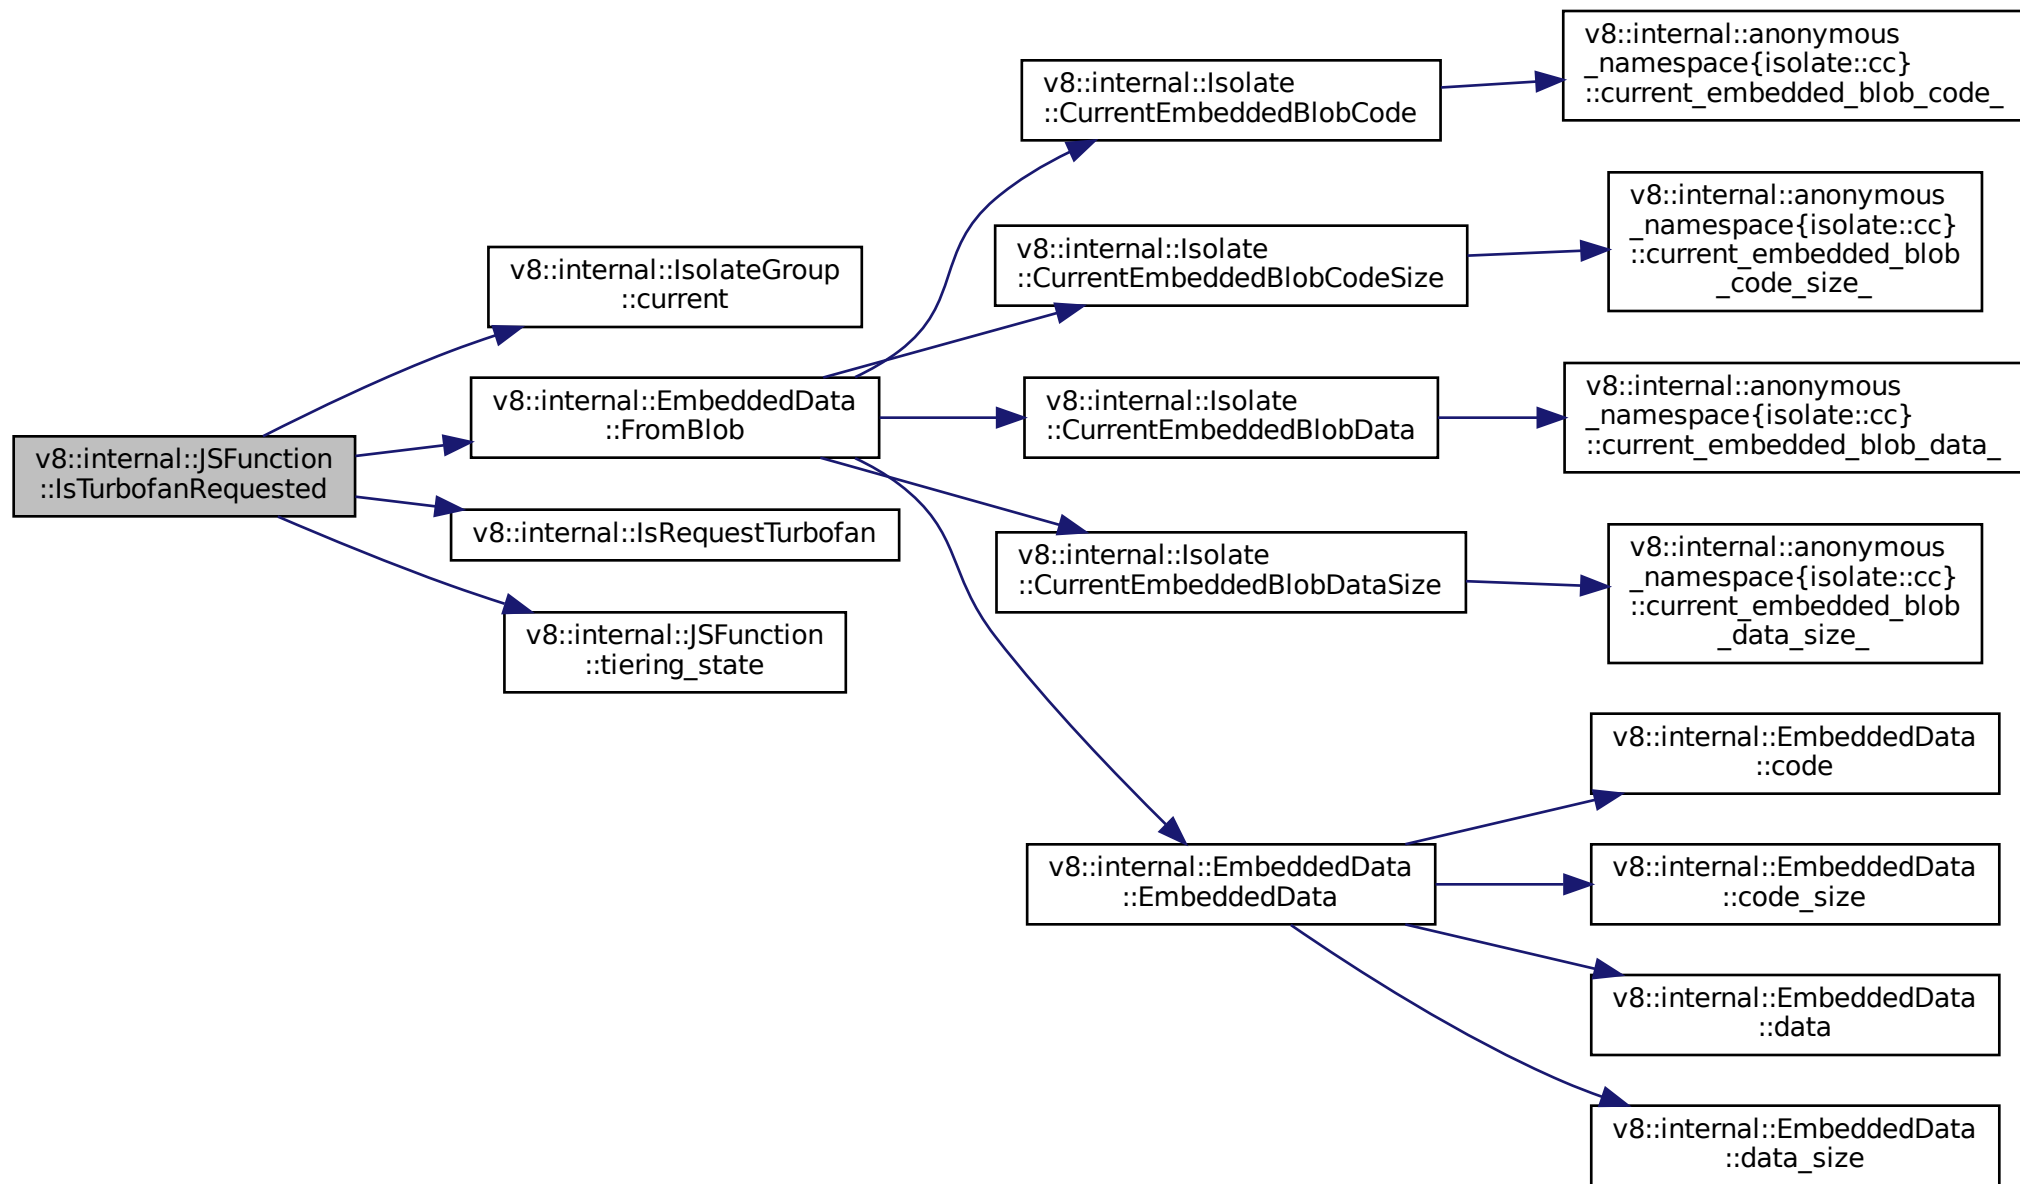 v8::internal::JSFunction
::IsTurbofanRequested
v8::internal::IsolateGroup
::current
v8::internal::EmbeddedData
::FromBlob
v8::internal::IsRequestTurbofan
v8::internal::JSFunction
::tiering_state
v8::internal::Isolate
::CurrentEmbeddedBlobCode
v8::internal::Isolate
::CurrentEmbeddedBlobCodeSize
v8::internal::Isolate
::CurrentEmbeddedBlobData
v8::internal::Isolate
::CurrentEmbeddedBlobDataSize
v8::internal::EmbeddedData
::EmbeddedData
v8::internal::anonymous
_namespace{isolate::cc}
::current_embedded_blob_code_
v8::internal::anonymous
_namespace{isolate::cc}
::current_embedded_blob
_code_size_
v8::internal::anonymous
_namespace{isolate::cc}
::current_embedded_blob_data_
v8::internal::anonymous
_namespace{isolate::cc}
::current_embedded_blob
_data_size_
v8::internal::EmbeddedData
::code
v8::internal::EmbeddedData
::code_size
v8::internal::EmbeddedData
::data
v8::internal::EmbeddedData
::data_size